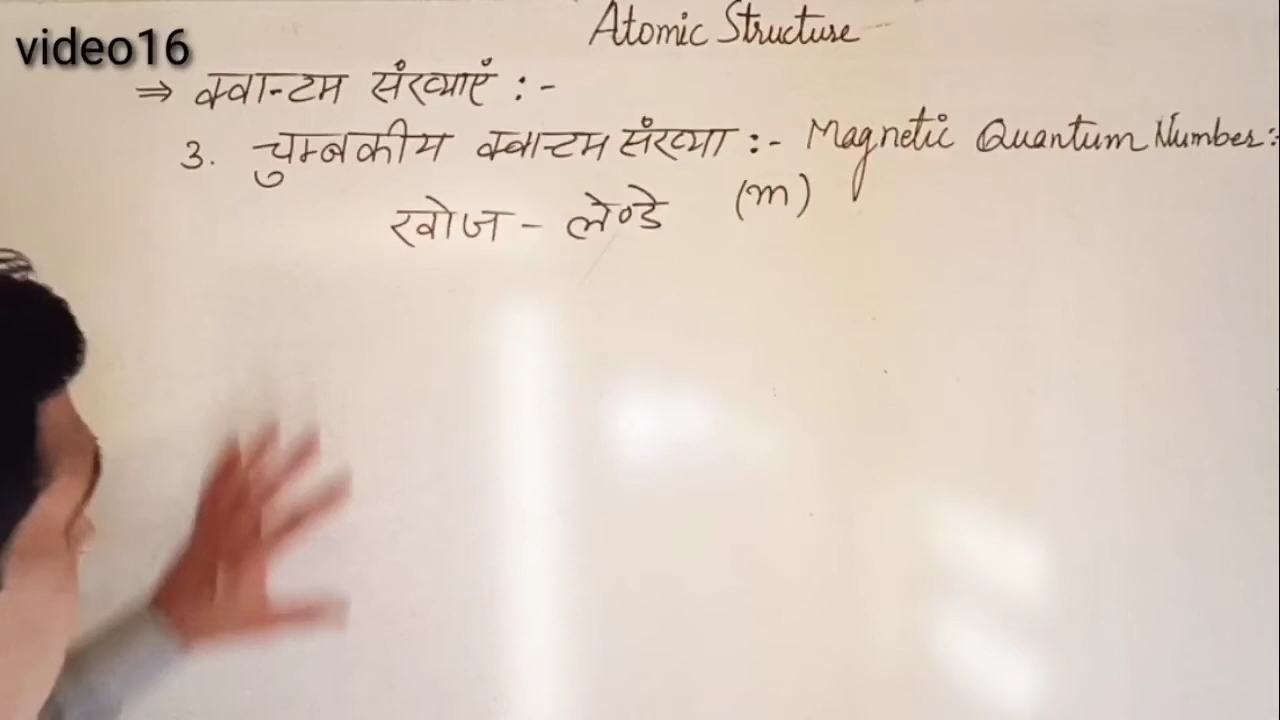 video16
Atomic Structure
⇒ क्वान्टम संख्याएं :-
3. चुम्बकीय क्वान्टम संख्या :- Magnetic Quantum Number:
(m)
खोज - लेण्डे